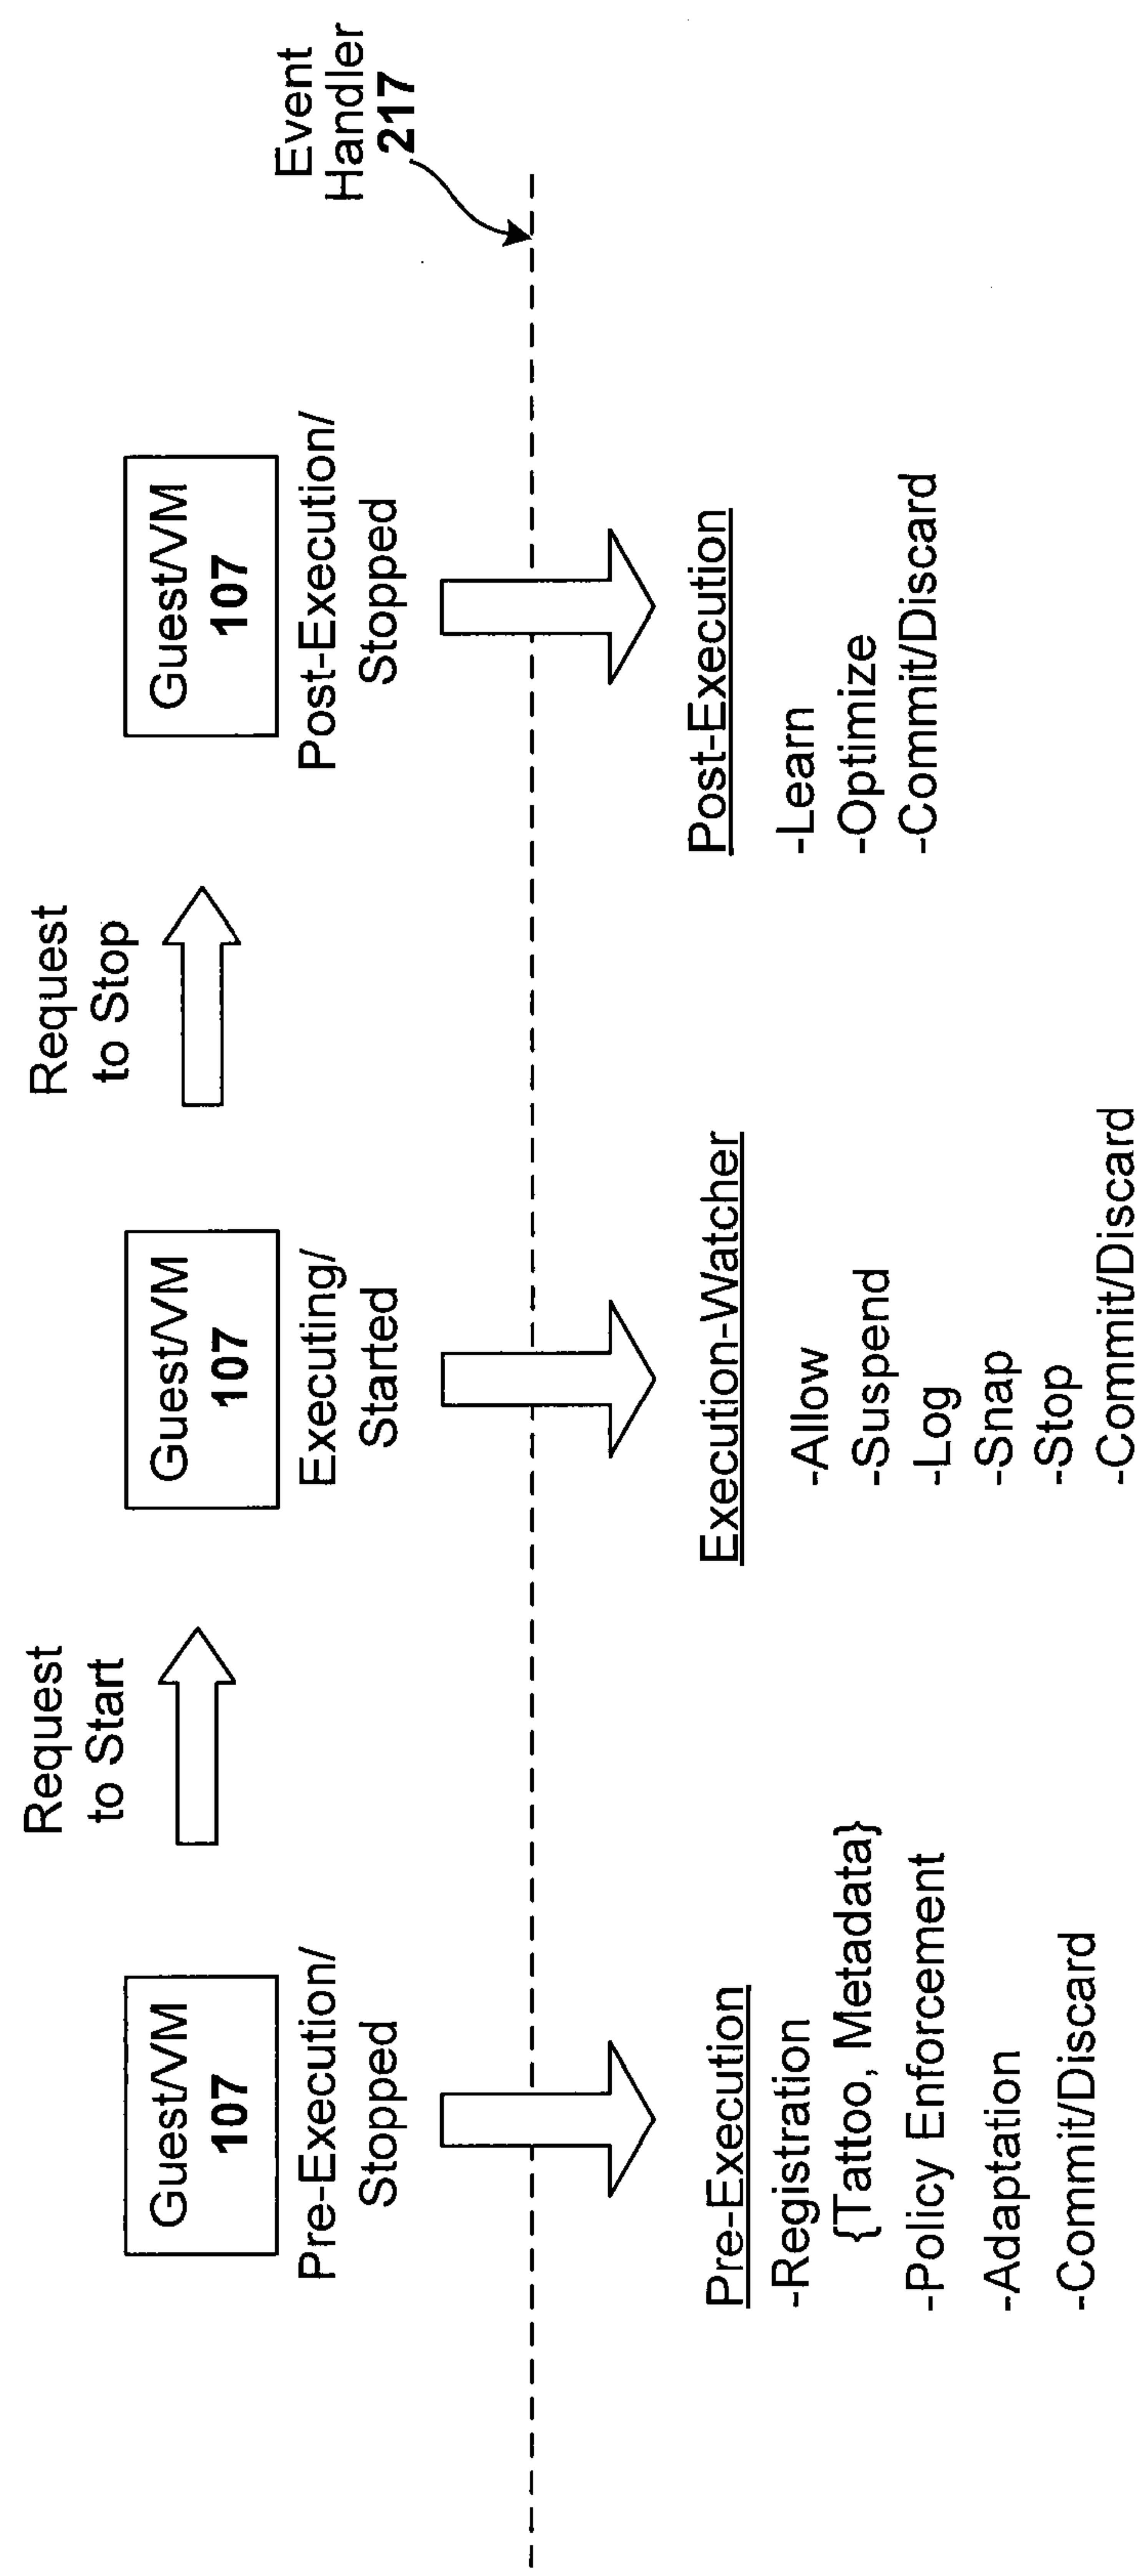 Request
to Start
Request
to Stop
Event
Handler
217
Guest/VM
107
Pre-Execution/
Stopped
Guest/VM
107
Executing/
Started
Guest/VM
107
Post-Execution/
Stopped
Pre-Execution
-Registration
{Tattoo, Metadata}
-Policy Enforcement
-Adaptation
-Commit/Discard
Execution-Watcher
-Allow
-Suspend
-Log
-Snap
-Stop
-Commit/Discard
Post-Execution
-Learn
-Optimize
-Commit/Discard